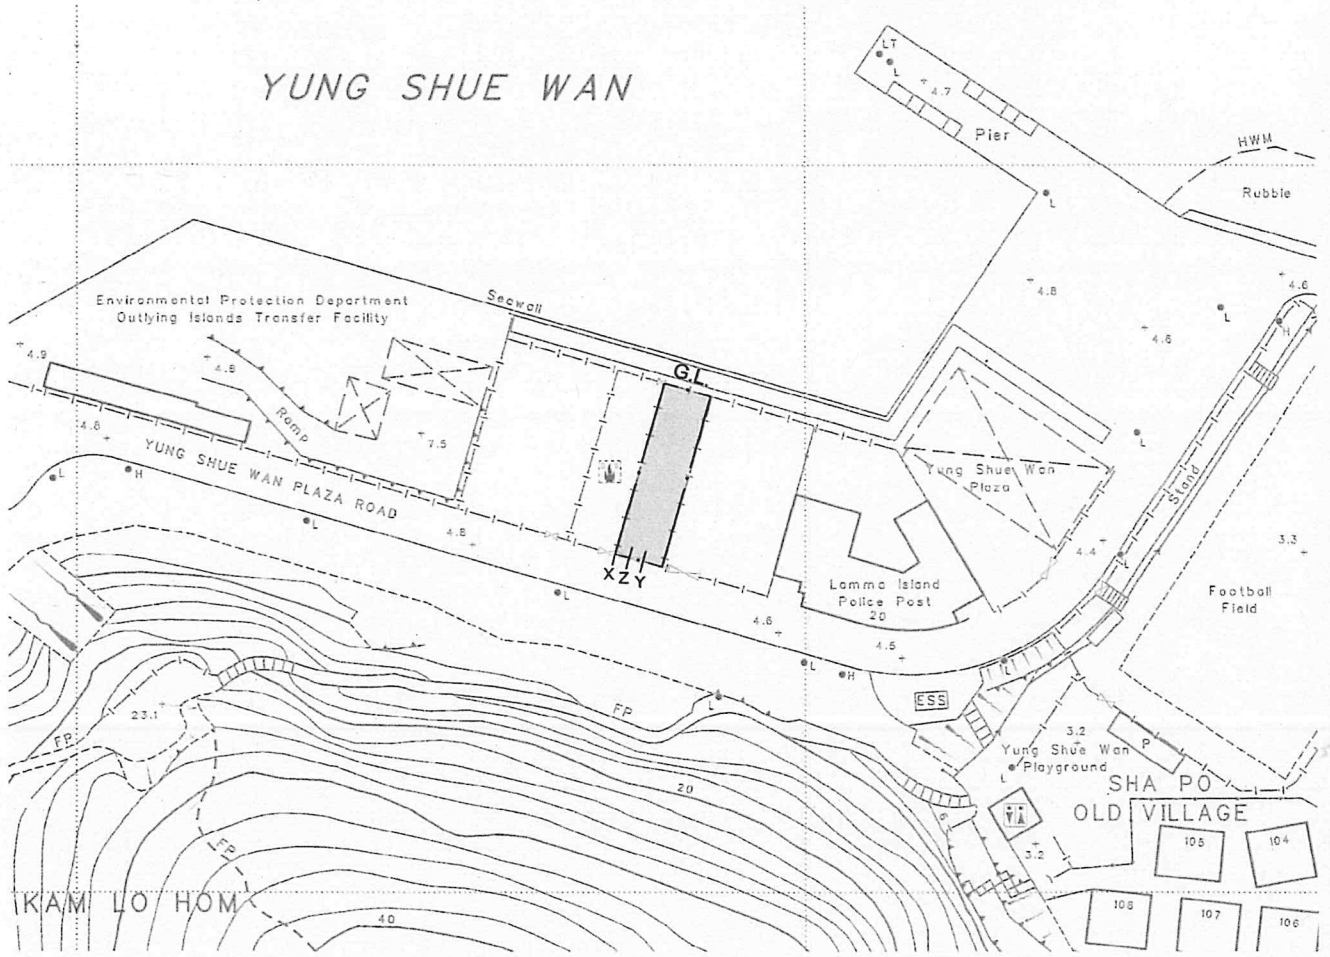 YUNG SHUE WAN
LT
L
4.7
Pier
HWM
Rubble
L
4.8
4.6
L
4.6
H
Environmental Protection Department
Outlying Islands Transfer Facility
Seawall
4.9
4.8
G.L.
Ramp
7.5
L
4.8
YUNG SHUE WAN PLAZA ROAD
L
H
L
4.8
Yung Shue Wan
Plaza
Stand
4.4
L
3.3
X Z Y
L
Lamma Island
Police Post
20
Football
Field
4.6
4.5
L
H
L
ESS
23.1
FP
L
FP
3.2
P
Yung Shue Wan
Playground
L
20
SHA PO
OLD VILLAGE
FP
3.2
105
104
KAM LO HOM
40
108
107
106